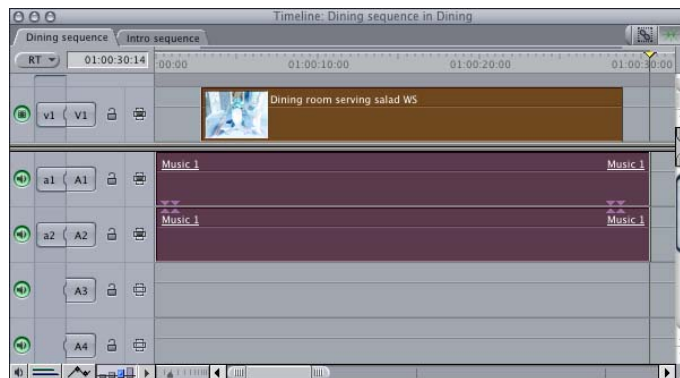 Timeline: Dining sequence in Dining
Dining sequence
Intro sequence
RT
01:00:30:14
:00:00
01:00:10:00
01:00:20:00
01:00:30:00
v1
V1
Dining room serving salad WS
a1
A1
Music 1
Music 1
a2
A2
Music 1
Music 1
A3
A4